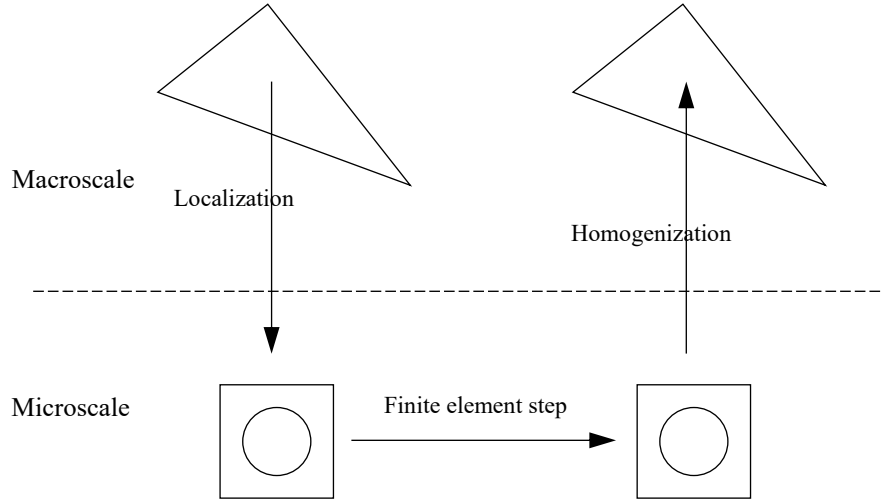 Macroscale
Localization
Homogenization
Microscale
Finite element step